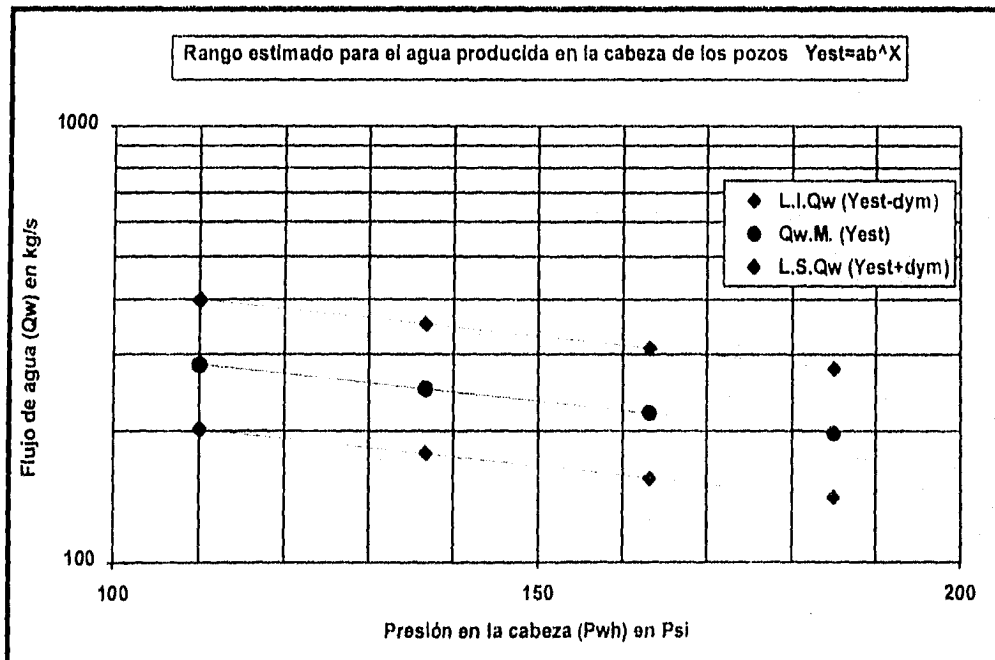 Rango estimado para el agua producida en la cabeza de los pozos Yest=ab^X
1000
L.I.Qw (Yest-dym)
Qw.M. (Yest)
L.S.Qw (Yest+dym)
Flujo de agua (Qw) en kg/s
100
100
150
200
Presión en la cabeza (Pwh) en Psi